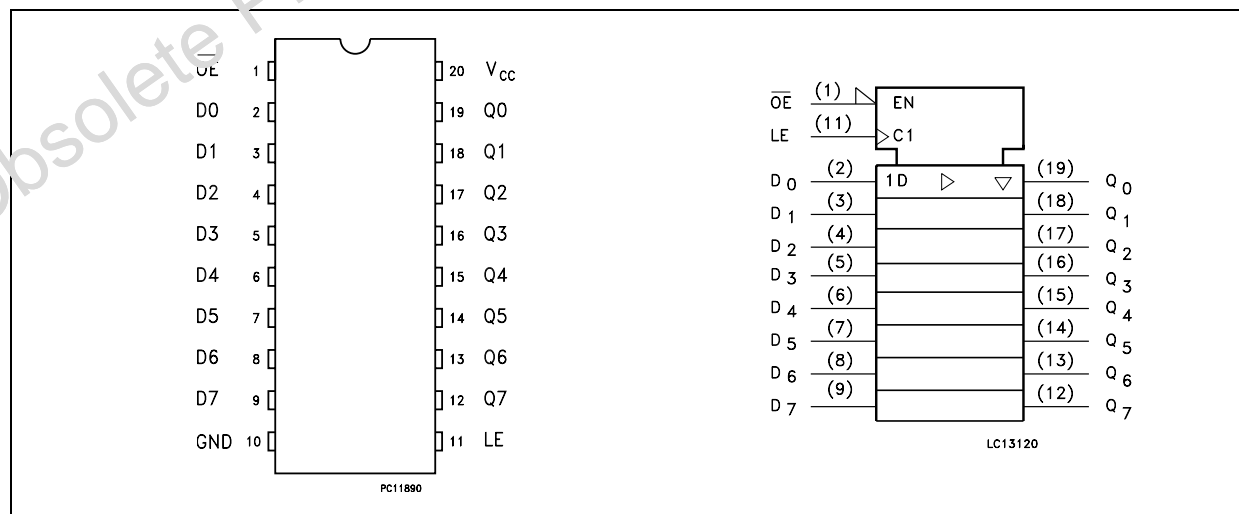 Obsolete
OE 1 20 VCC
D0 2 19 Q0
D1 3 18 Q1
D2 4 17 Q2
D3 5 16 Q3
D4 6 15 Q4
D5 7 14 Q5
D6 8 13 Q6
D7 9 12 Q7
GND 10 11 LE
PC11890
OE (1) EN
LE (11) C1
D0 (2) 1D (19) Q0
D1 (3) (18) Q1
D2 (4) (17) Q2
D3 (5) (16) Q3
D4 (6) (15) Q4
D5 (7) (14) Q5
D6 (8) (13) Q6
D7 (9) (12) Q7
LC13120